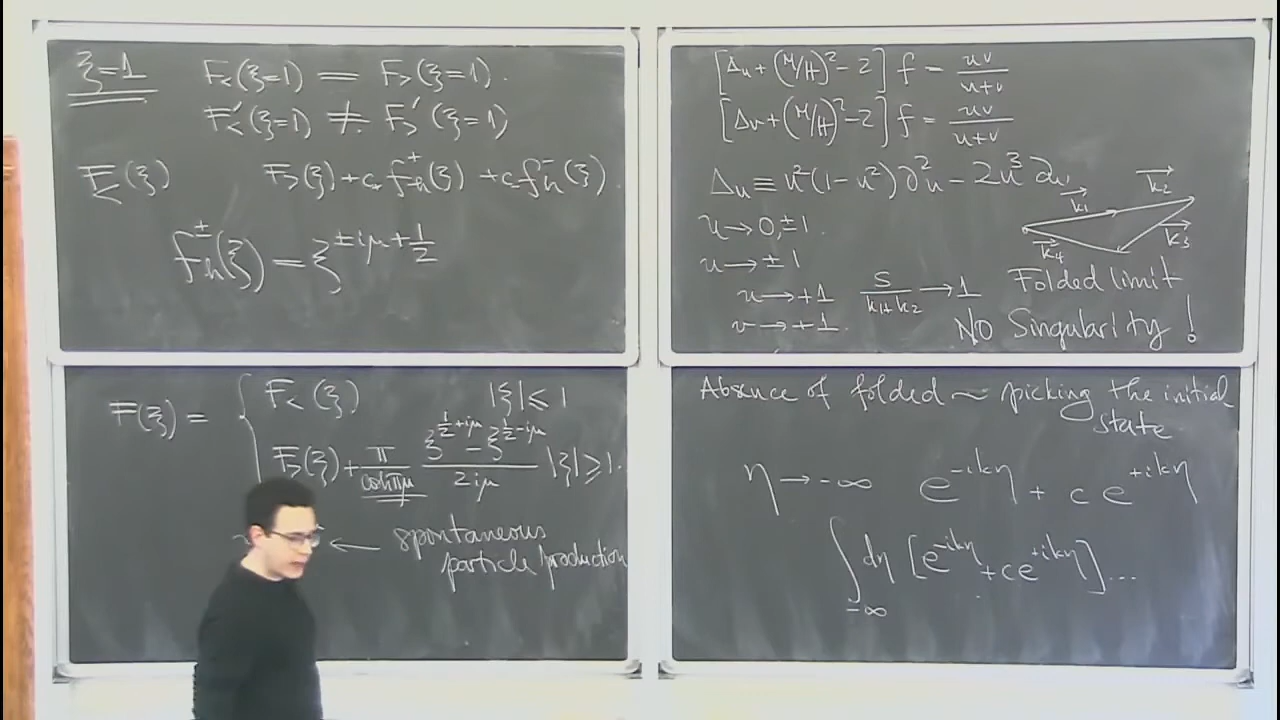 ξ=1
F<(ξ=1) = F>(ξ=1).
F<'(ξ=1) ≠ F>'(ξ=1)
F<(ξ) F>(ξ)+c₊f⁺ₕ(ξ) +c₋f⁻ₕ(ξ).
f^±ₕ(ξ) = ξ^{±iμ+1/2}
F(ξ) = { F<(ξ) |ξ| ≤ 1
F>(ξ) + π/coshπμ (ξ^{1/2+iμ} − ξ^{1/2−iμ})/2iμ |ξ| ≥ 1.
← spontaneous
particle production
[Δu + (M/H)² − 2] f = uv/u+v
[Δv + (M/H)² − 2] f = uv/u+v
Δu ≡ u²(1−u²)∂²u − 2u³∂u
u → 0, ±1.
u → ±1
u → +1 s/k₁+k₂ → 1 Folded limit
v → +1. NO Singularity!
k₁ k₂
k₃
k₄
Absence of folded ~ picking the initial
state
η → −∞ e^{−ikη} + c e^{+ikη}
∫_{−∞} dη [e^{−ikη} + ce^{+ikη}]...